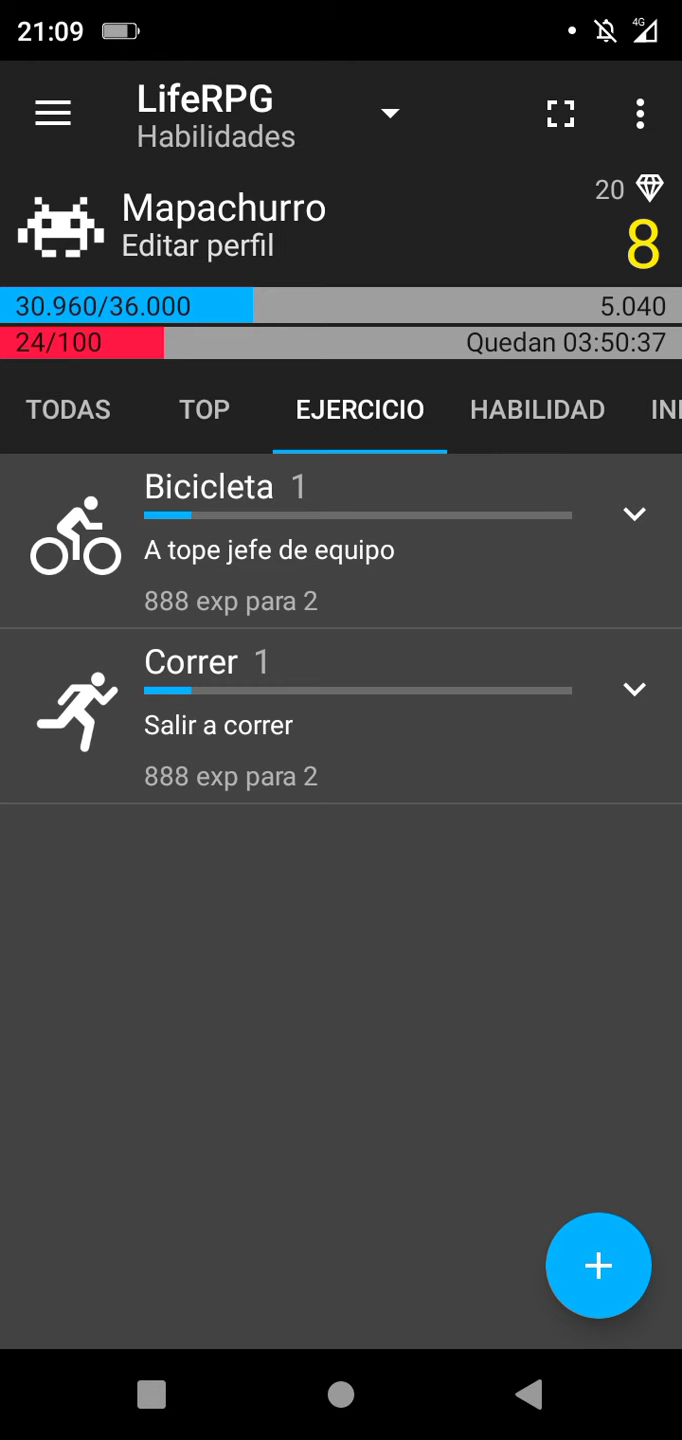 21:09
4G
LifeRPG
Habilidades
Mapachurro
Editar perfil
20
8
30.960/36.000 5.040
24/100 Quedan 03:50:37
TODAS TOP EJERCICIO HABILIDAD IN
Bicicleta 1
A tope jefe de equipo
888 exp para 2
Correr 1
Salir a correr
888 exp para 2